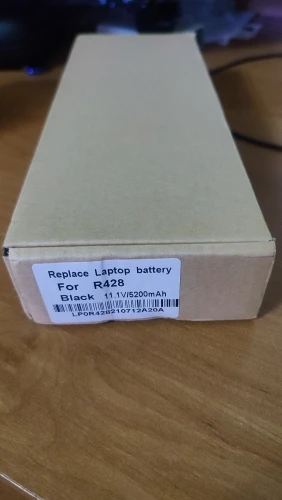 Replace Laptop battery
For R428
Black 11.1V/5200mAh
LP0R428210712A20A